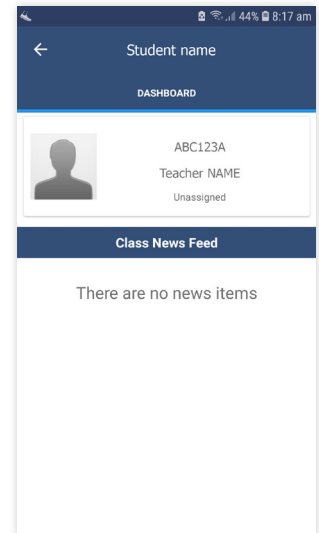 44% 8:17 am
Student name
DASHBOARD
ABC123A
Teacher NAME
Unassigned
Class News Feed
There are no news items